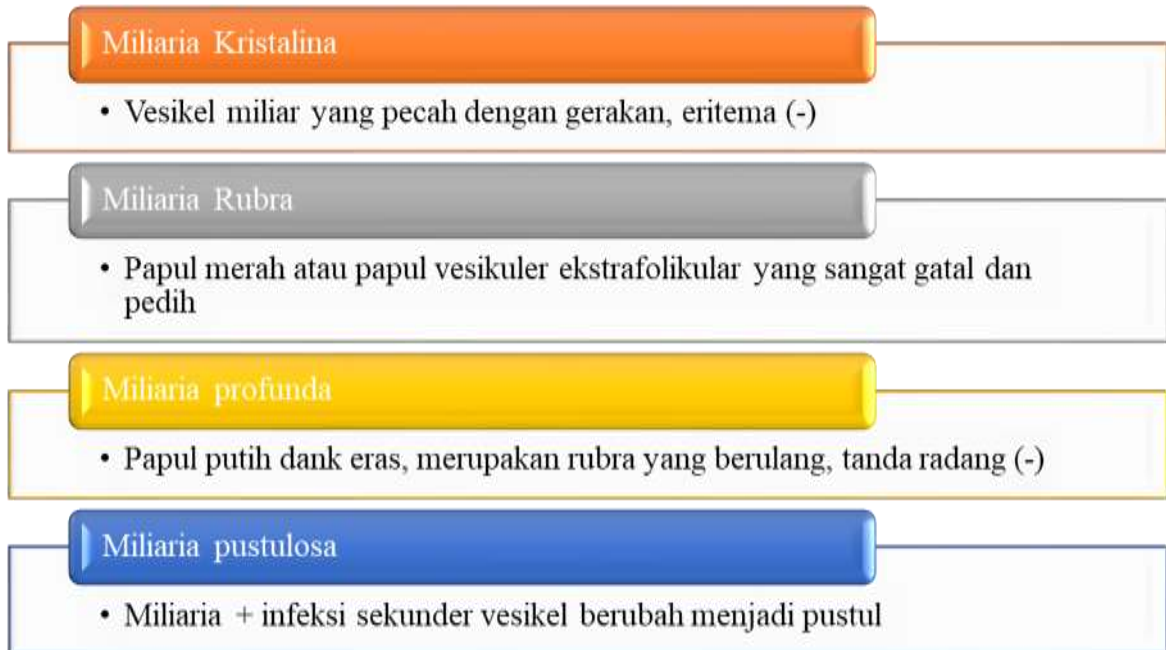 Miliaria Kristalina
• Vesikel miliar yang pecah dengan gerakan, eritema (-)
Miliaria Rubra
• Papul merah atau papul vesikuler ekstrafolikular yang sangat gatal dan
pedih
Miliaria profunda
• Papul putih dank eras, merupakan rubra yang berulang, tanda radang (-)
Miliaria pustulosa
• Miliaria + infeksi sekunder vesikel berubah menjadi pustul